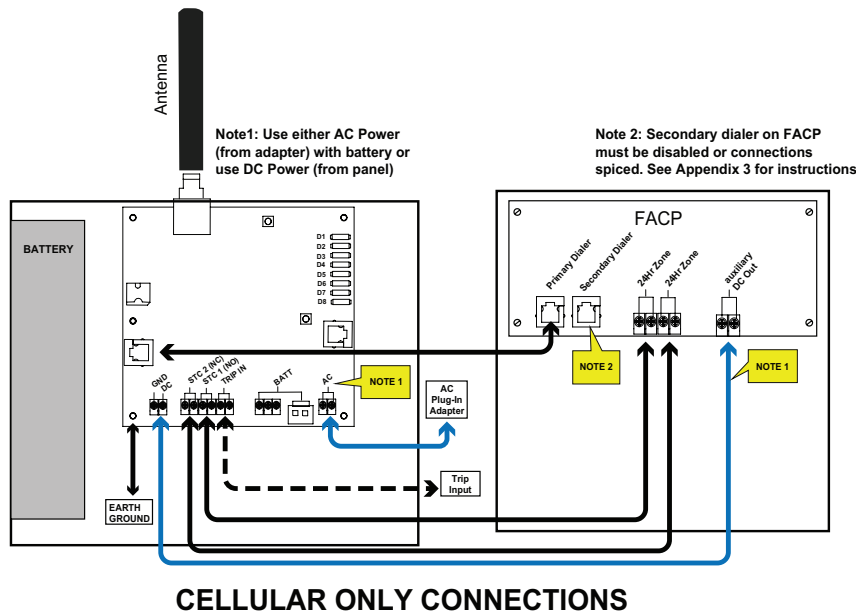 Antenna
Note1: Use either AC Power
(from adapter) with battery or
use DC Power (from panel)
Note 2: Secondary dialer on FACP
must be disabled or connections
spiced. See Appendix 3 for instructions
BATTERY
D1
D2
D3
D4
D5
D6
D7
D8
FACP
Primary Dialer
Secondary Dialer
24Hr Zone
24Hr Zone
auxiliary
DC Out
GND
DC
STC 2 (NC)
STC 1 (NO)
TRIP IN
BATT
AC
NOTE 1
AC
Plug-In
Adapter
NOTE 2
NOTE 1
Trip
Input
EARTH
GROUND
CELLULAR ONLY CONNECTIONS